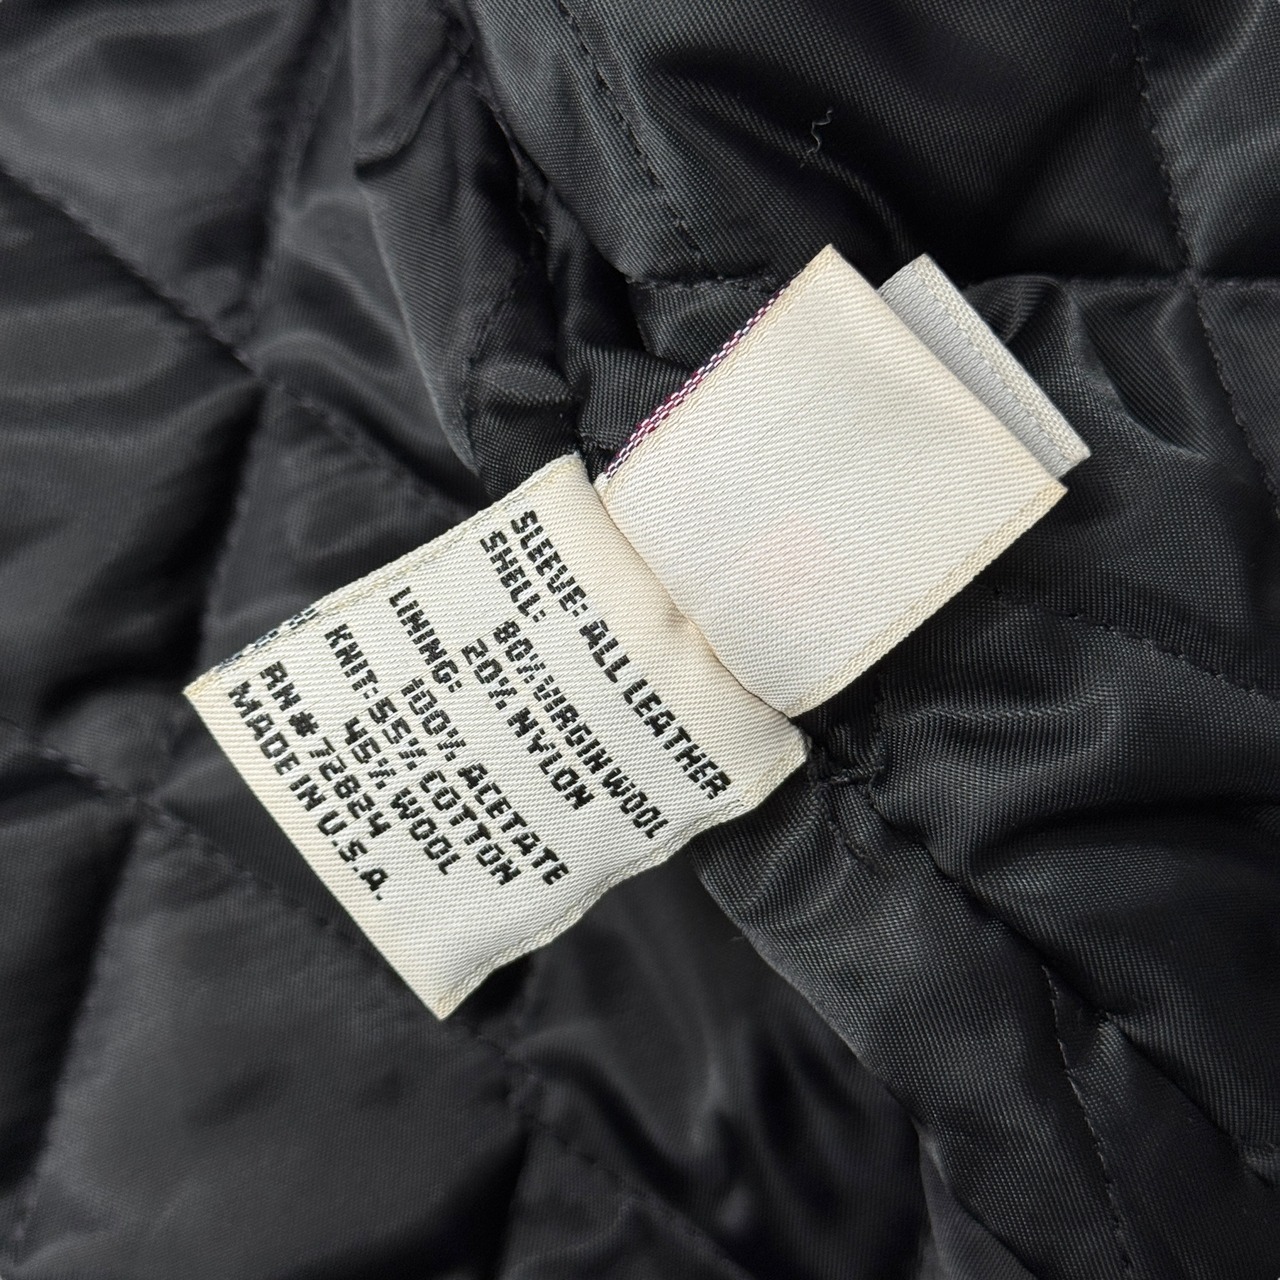 SLEEVE: ALL LEATHER
SHELL: 80% VIRGIN WOOL
20% NYLON
LINING: 100% ACETATE
KNIT: 55% COTTON
45% WOOL
RN # 72824
MADE IN U.S.A.